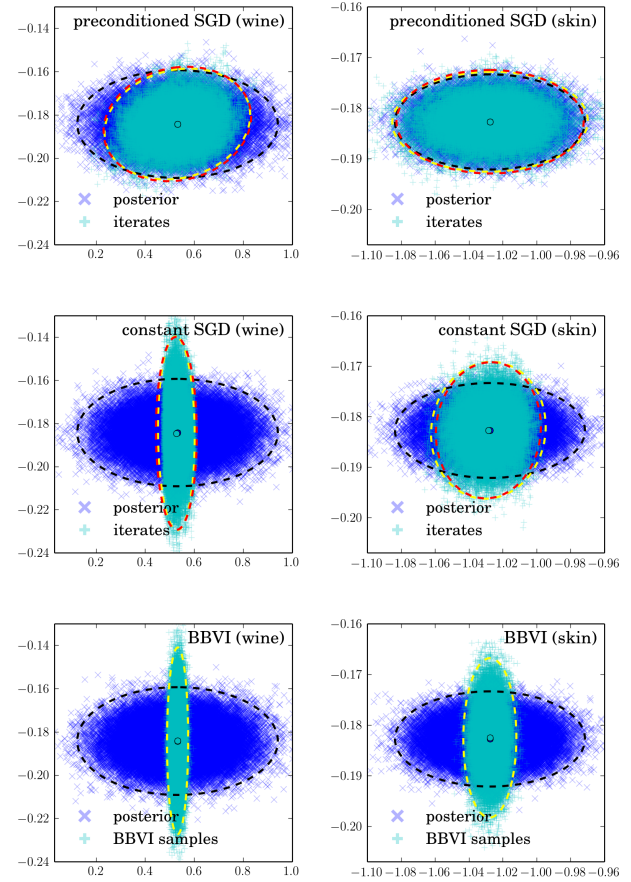 preconditioned SGD (wine)
−0.14
−0.16
−0.18
−0.20
−0.22
−0.24
posterior
iterates
0.2 0.4 0.6 0.8 1.0
preconditioned SGD (skin)
−0.16
−0.17
−0.18
−0.19
−0.20
posterior
iterates
−1.10 −1.08 −1.06 −1.04 −1.02 −1.00 −0.98 −0.96
constant SGD (wine)
−0.14
−0.16
−0.18
−0.20
−0.22
−0.24
posterior
iterates
0.2 0.4 0.6 0.8 1.0
constant SGD (skin)
−0.16
−0.17
−0.18
−0.19
−0.20
posterior
iterates
−1.10 −1.08 −1.06 −1.04 −1.02 −1.00 −0.98 −0.96
BBVI (wine)
−0.14
−0.16
−0.18
−0.20
−0.22
−0.24
posterior
BBVI samples
0.2 0.4 0.6 0.8 1.0
BBVI (skin)
−0.16
−0.17
−0.18
−0.19
−0.20
posterior
BBVI samples
−1.10 −1.08 −1.06 −1.04 −1.02 −1.00 −0.98 −0.96